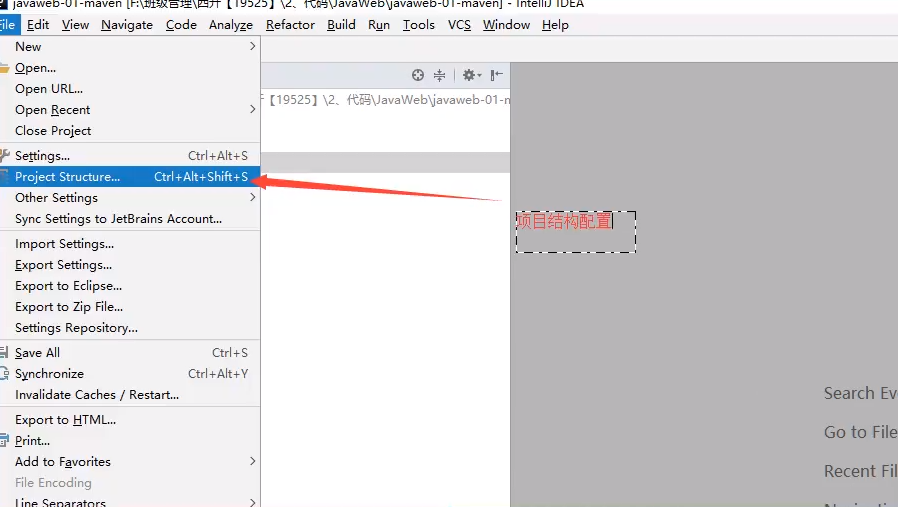 javaweb-01-maven [F:\班级管理\西开【19525】\2、代码\JavaWeb\javaweb-01-maven] - IntelliJ IDEA
File Edit View Navigate Code Analyze Refactor Build Run Tools VCS Window Help
New
Open...
Open URL...
Open Recent
Close Project
开【19525】\2、代码\JavaWeb\javaweb-01-m
Settings... Ctrl+Alt+S
Project Structure... Ctrl+Alt+Shift+S
Other Settings
Sync Settings to JetBrains Account...
项目结构配置
Import Settings...
Export Settings...
Export to Eclipse...
Export to Zip File...
Settings Repository...
Save All Ctrl+S
Synchronize Ctrl+Alt+Y
Invalidate Caches / Restart...
Export to HTML...
Print...
Add to Favorites
File Encoding
Line Separators
Search Ev
Go to File
Recent Fil